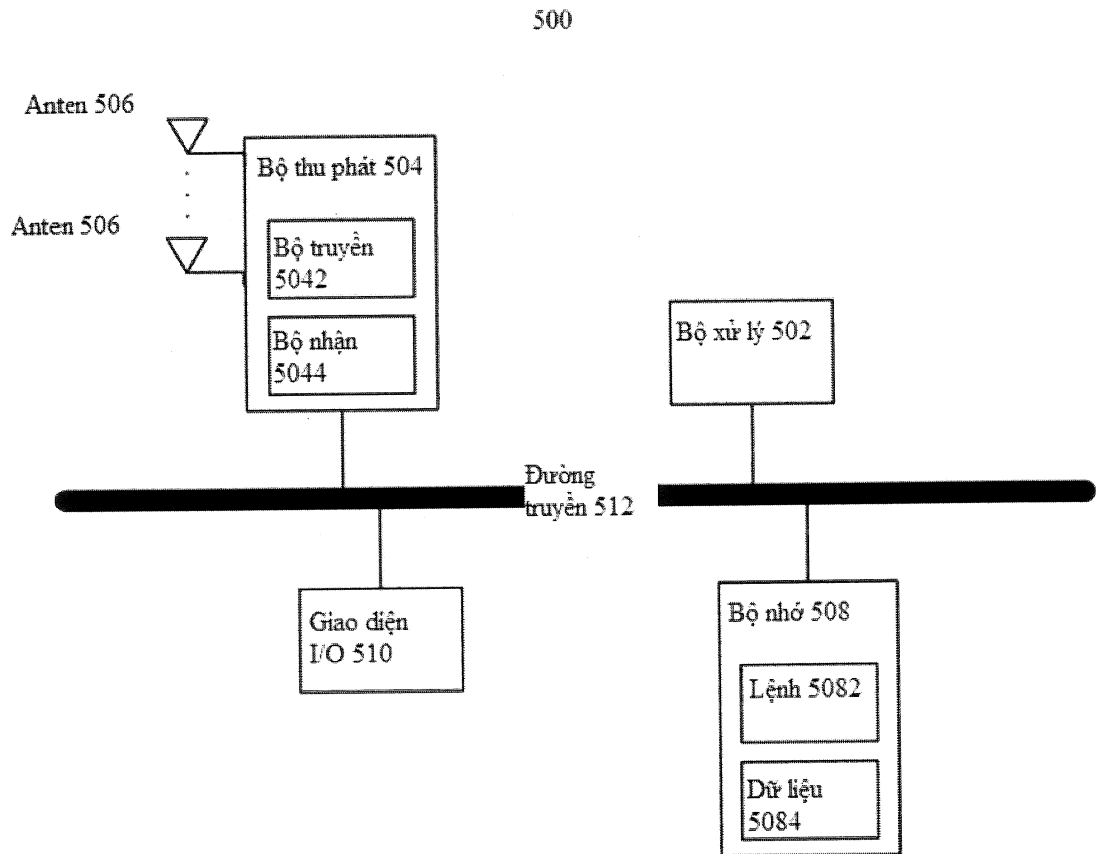 500
Anten 506
Bộ thu phát 504
Anten 506
Bộ truyền
5042
Bộ nhận
5044
Bộ xử lý 502
Đường
truyền 512
Giao diện
I/O 510
Bộ nhớ 508
Lệnh 5082
Dữ liệu
5084